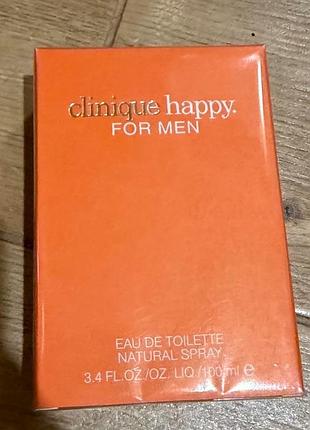 clinique happy.
FOR MEN
EAU DE TOILETTE
NATURAL SPRAY
3.4 FL.OZ./OZ. LIQ./100 ml ℮